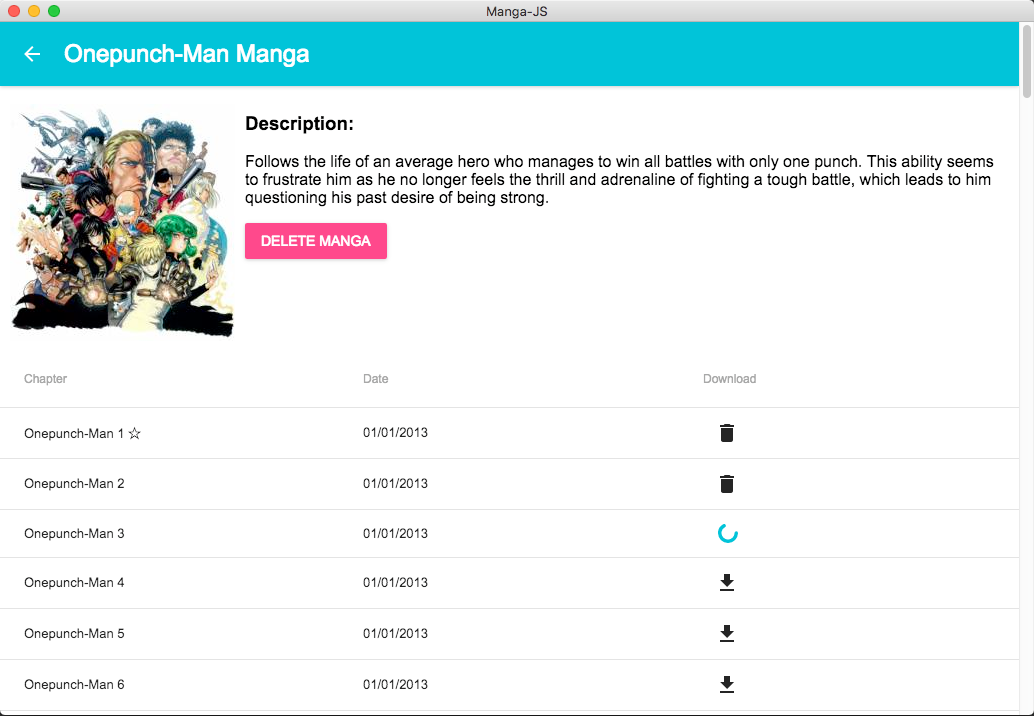 Manga-JS
Onepunch-Man Manga
Description:
Follows the life of an average hero who manages to win all battles with only one punch. This ability seems
to frustrate him as he no longer feels the thrill and adrenaline of fighting a tough battle, which leads to him
questioning his past desire of being strong.
DELETE MANGA
Chapter Date Download
Onepunch-Man 1 ☆ 01/01/2013
Onepunch-Man 2 01/01/2013
Onepunch-Man 3 01/01/2013
Onepunch-Man 4 01/01/2013
Onepunch-Man 5 01/01/2013
Onepunch-Man 6 01/01/2013